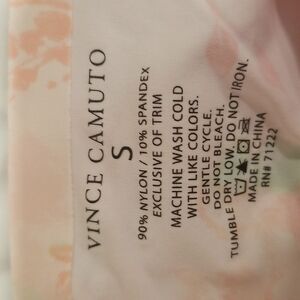 VINCE CAMUTO
S
90% NYLON / 10% SPANDEX
EXCLUSIVE OF TRIM
MACHINE WASH COLD
WITH LIKE COLORS.
GENTLE CYCLE.
DO NOT BLEACH.
TUMBLE DRY LOW. DO NOT IRON.
MADE IN CHINA
RN# 71222